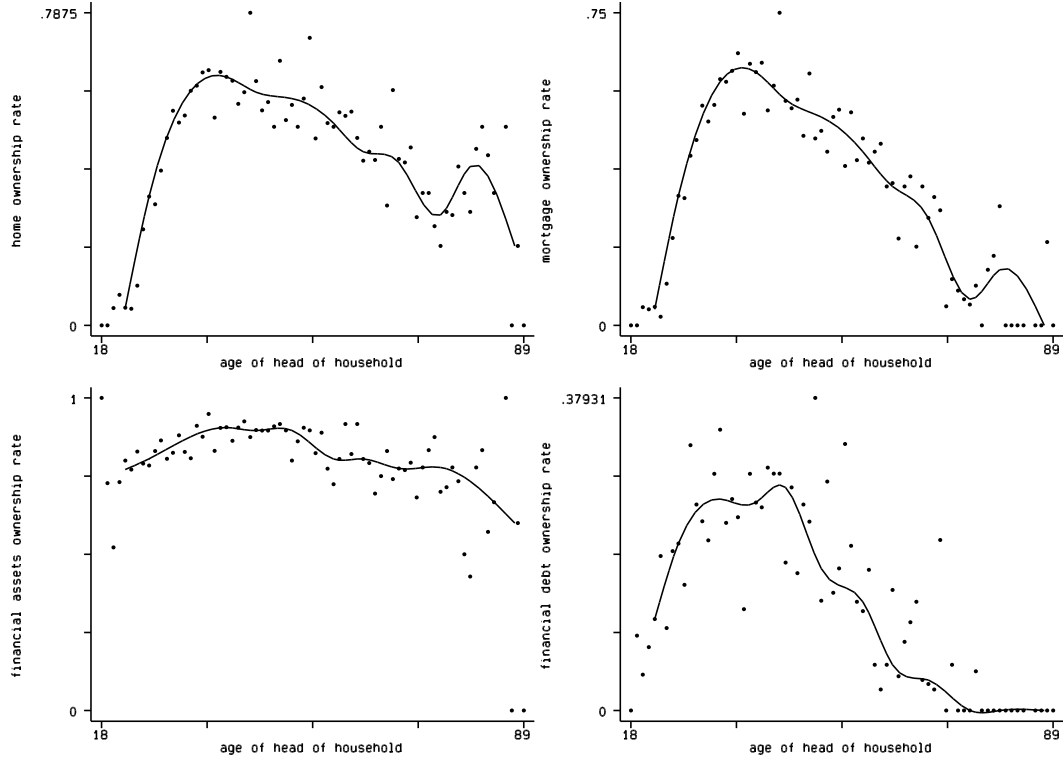 .7875
home ownership rate
0
18
89
age of head of household
.75
mortgage ownership rate
0
18
89
age of head of household
1
financial assets ownership rate
0
18
89
age of head of household
.37931
financial debt ownership rate
0
18
89
age of head of household